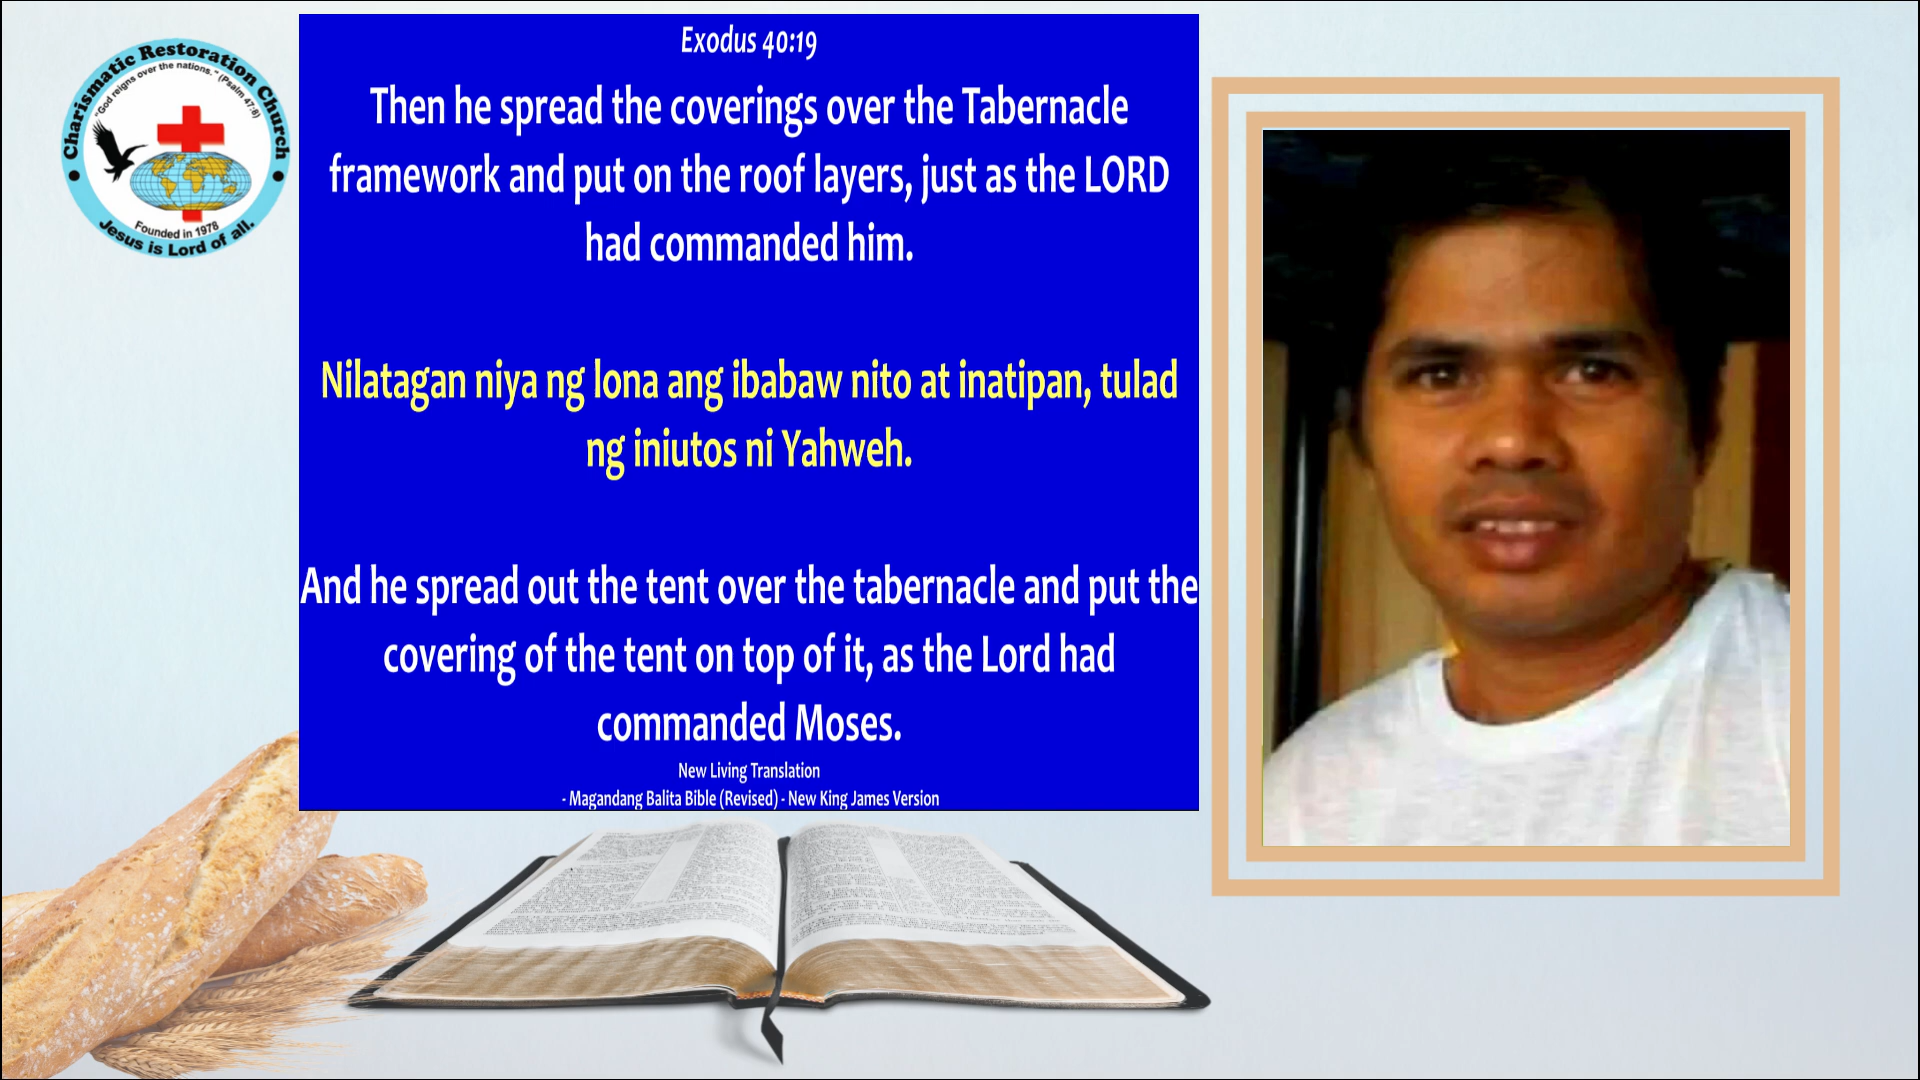 Charismatic Restoration Church
"God reigns over the nations." (Psalm 47:8)
Founded in 1978
Jesus is Lord of all.
Exodus 40:19
Then he spread the coverings over the Tabernacle
framework and put on the roof layers, just as the LORD
had commanded him.
Nilatagan niya ng lona ang ibabaw nito at inatipan, tulad
ng iniutos ni Yahweh.
And he spread out the tent over the tabernacle and put the
covering of the tent on top of it, as the Lord had
commanded Moses.
New Living Translation
- Magandang Balita Bible (Revised) - New King James Version